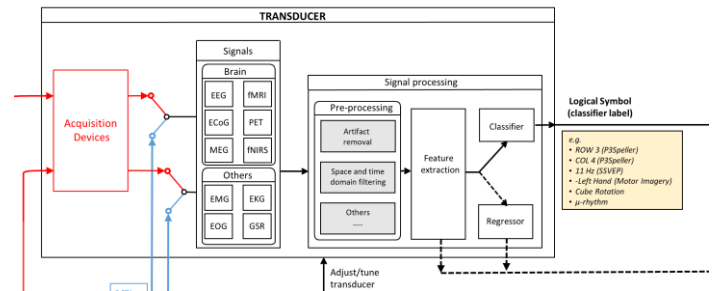 TRANSDUCER
Signals
Brain
EEG
fMRI
ECoG
PET
MEG
fNIRS
Others
EMG
EKG
EOG
GSR
Acquisition
Devices
Signal processing
Pre-processing
Artifact
removal
Space and time
domain filtering
Others
.....
Feature
extraction
Classifier
Regressor
Logical Symbol
(classifier label)
e.g.
• ROW 3 (P3Speller)
• COL 4 (P3Speller)
• 11 Hz (SSVEP)
• -Left Hand (Motor Imagery)
• Cube Rotation
• μ-rhythm
Adjust/tune
transducer